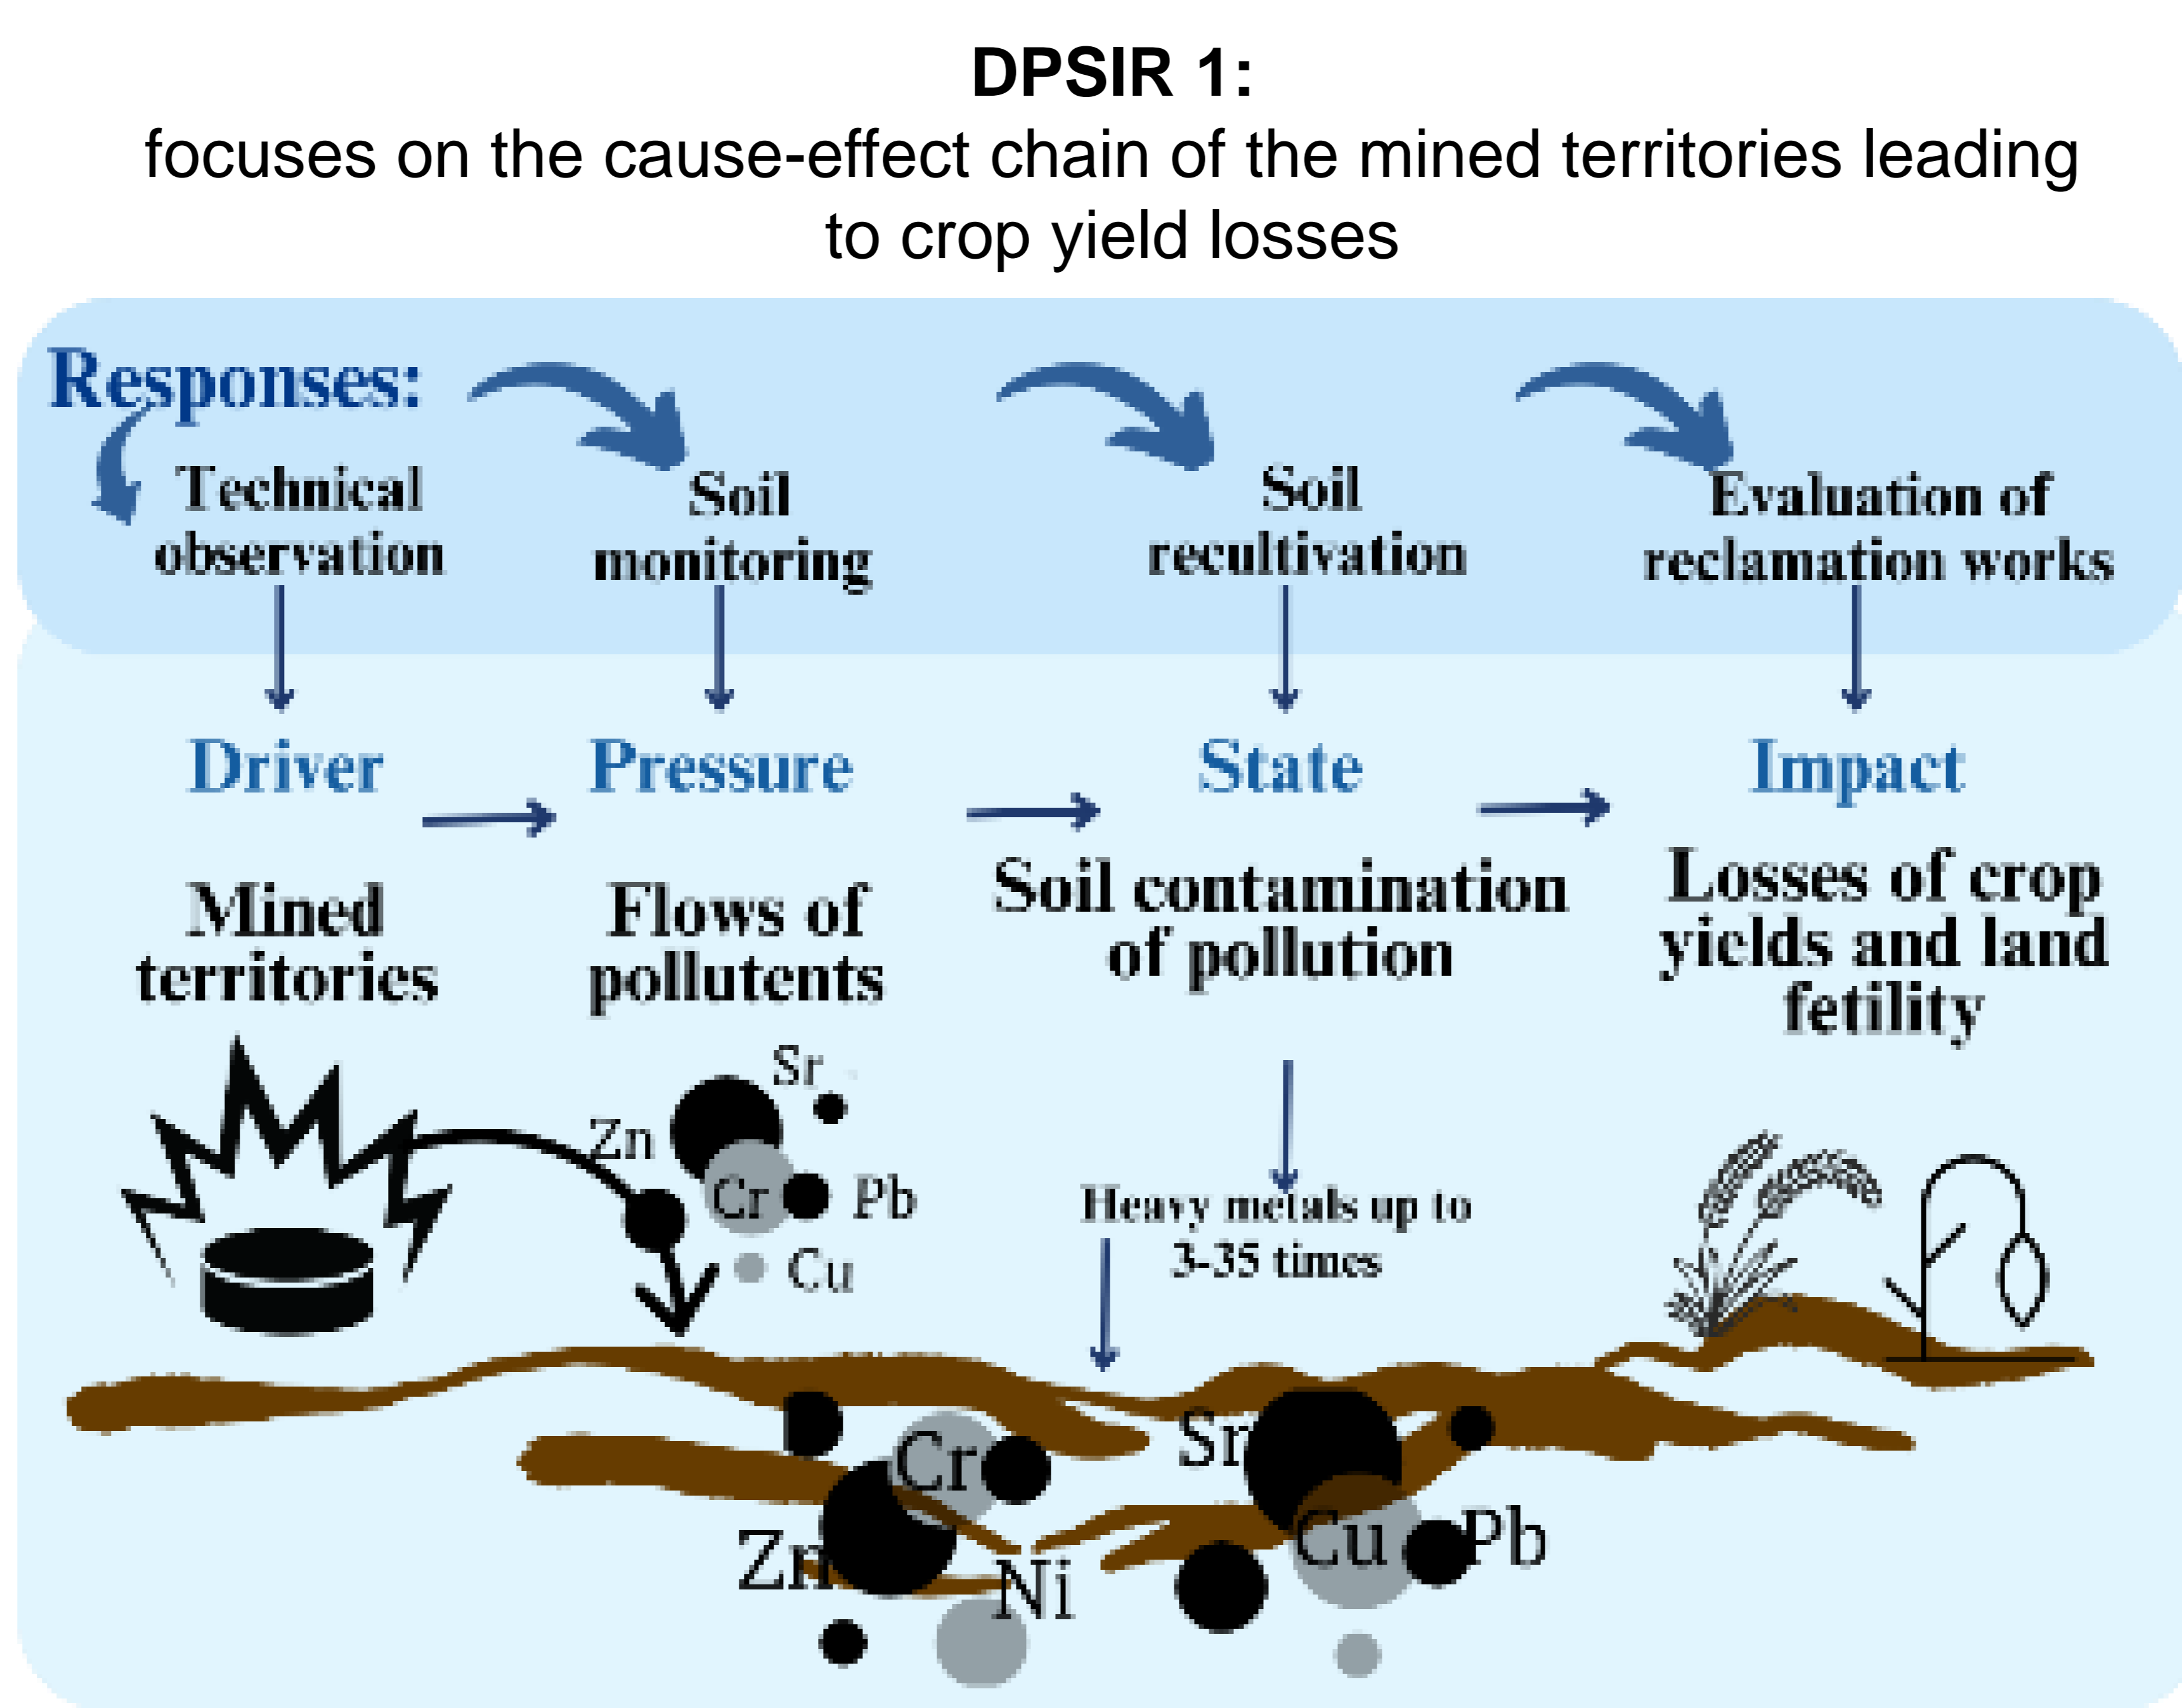 DPSIR 1:
focuses on the cause-effect chain of the mined territories leading
to crop yield losses
Responses:
Technical
observation
Soil
monitoring
Soil
recultivation
Evaluation of
reclamation works
Driver
Pressure
State
Impact
Mined
territories
Flows of
pollutents
Soil contamination
of pollution
Losses of crop
yields and land
fetility
Sr
Zn
Cr
Pb
Cu
Heavy metals up to
3-35 times
Cr
Sr
Zn
Ni
Cu
Pb